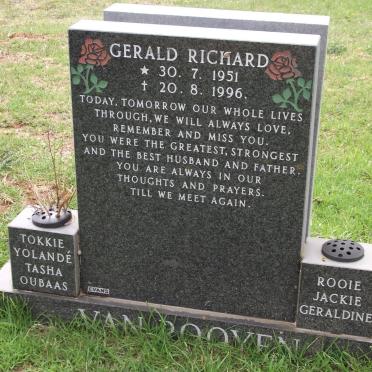 GERALD RICHARD
★ 30. 7. 1951
† 20. 8. 1996.
TODAY, TOMORROW OUR WHOLE LIVES
THROUGH, WE WILL ALWAYS LOVE,
REMEMBER AND MISS YOU.
YOU WERE THE GREATEST, STRONGEST
AND THE BEST HUSBAND AND FATHER,
YOU ARE ALWAYS IN OUR
THOUGHTS AND PRAYERS.
TILL WE MEET AGAIN.
TOKKIE
YOLANDÉ
TASHA
OUBAAS
ROOIE
JACKIE
GERALDINE
EVANS
VAN ROOYEN